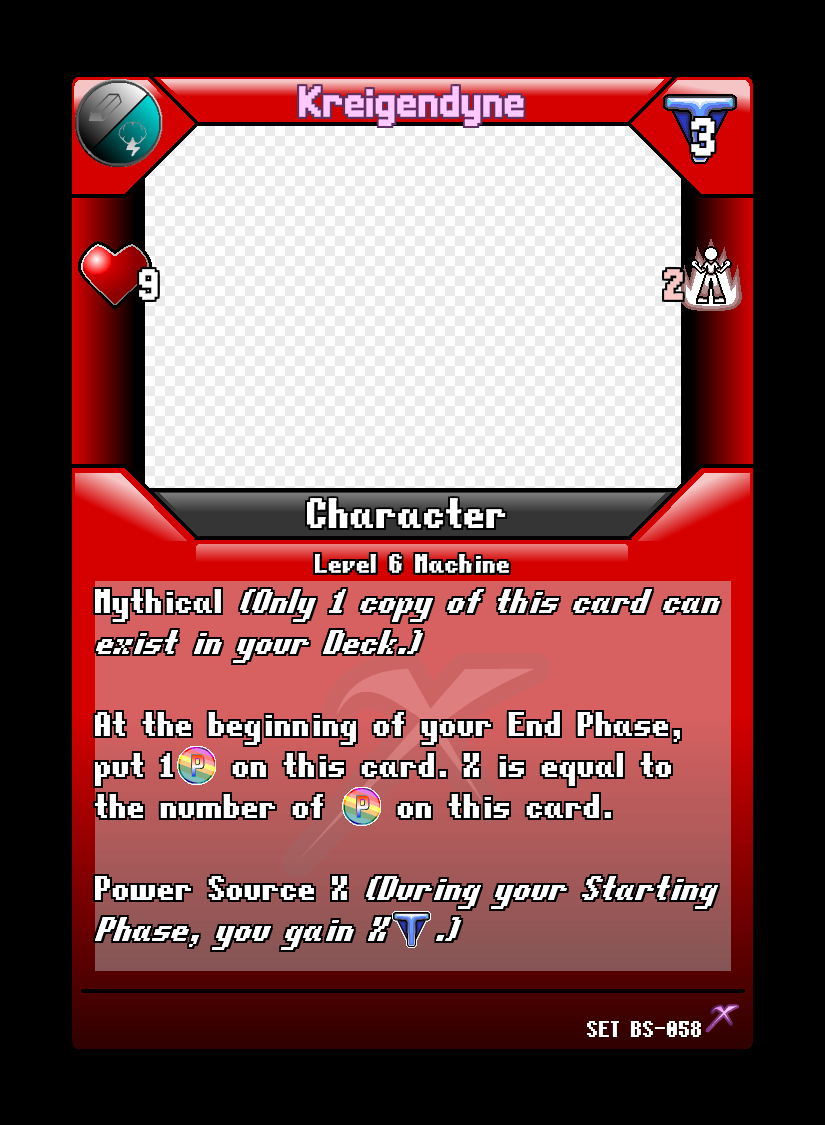 Kreigendyne
3
9
2
Character
Level 6 Machine
Mythical (Only 1 copy of this card can
exist in your Deck.)
At the beginning of your End Phase,
put 1 P on this card. X is equal to
the number of P on this card.
Power Source X (During your Starting
Phase, you gain X T .)
SET BS-058